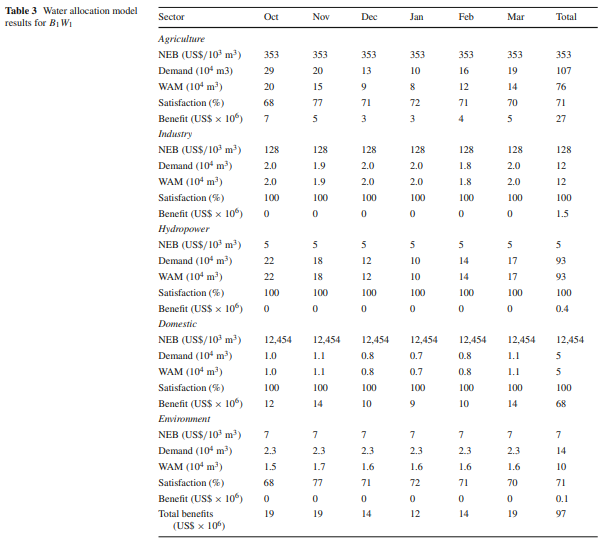 Table 3 Water allocation model
results for B1W1
Sector Oct Nov Dec Jan Feb Mar Total
Agriculture
NEB (US$/10³ m³) 353 353 353 353 353 353 353
Demand (10⁴ m3) 29 20 13 10 16 19 107
WAM (10⁴ m³) 20 15 9 8 12 14 76
Satisfaction (%) 68 77 71 72 71 70 71
Benefit (US$ × 10⁶) 7 5 3 3 4 5 27
Industry
NEB (US$/10³ m³) 128 128 128 128 128 128 128
Demand (10⁴ m³) 2.0 1.9 2.0 2.0 1.8 2.0 12
WAM (10⁴ m³) 2.0 1.9 2.0 2.0 1.8 2.0 12
Satisfaction (%) 100 100 100 100 100 100 100
Benefit (US$ × 10⁶) 0 0 0 0 0 0 1.5
Hydropower
NEB (US$/10³ m³) 5 5 5 5 5 5 5
Demand (10⁴ m³) 22 18 12 10 14 17 93
WAM (10⁴ m³) 22 18 12 10 14 17 93
Satisfaction (%) 100 100 100 100 100 100 100
Benefit (US$ × 10⁶) 0 0 0 0 0 0 0.4
Domestic
NEB (US$/10³ m³) 12,454 12,454 12,454 12,454 12,454 12,454 12,454
Demand (10⁴ m³) 1.0 1.1 0.8 0.7 0.8 1.1 5
WAM (10⁴ m³) 1.0 1.1 0.8 0.7 0.8 1.1 5
Satisfaction (%) 100 100 100 100 100 100 100
Benefit (US$ × 10⁶) 12 14 10 9 10 14 68
Environment
NEB (US$/10³ m³) 7 7 7 7 7 7 7
Demand (10⁴ m³) 2.3 2.3 2.3 2.3 2.3 2.3 14
WAM (10⁴ m³) 1.5 1.7 1.6 1.6 1.6 1.6 10
Satisfaction (%) 68 77 71 72 71 70 71
Benefit (US$ × 10⁶) 0 0 0 0 0 0 0.1
Total benefits 19 19 14 12 14 19 97
(US$ × 10⁶)